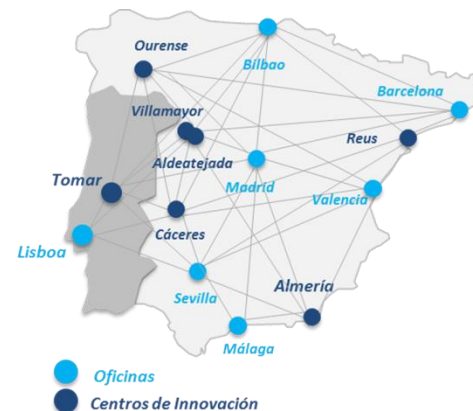 Ourense
Bilbao
Barcelona
Villamayor
Reus
Aldeatejada
Tomar
Madrid
Valencia
Cáceres
Lisboa
Sevilla
Almería
Málaga
Oficinas
Centros de Innovación